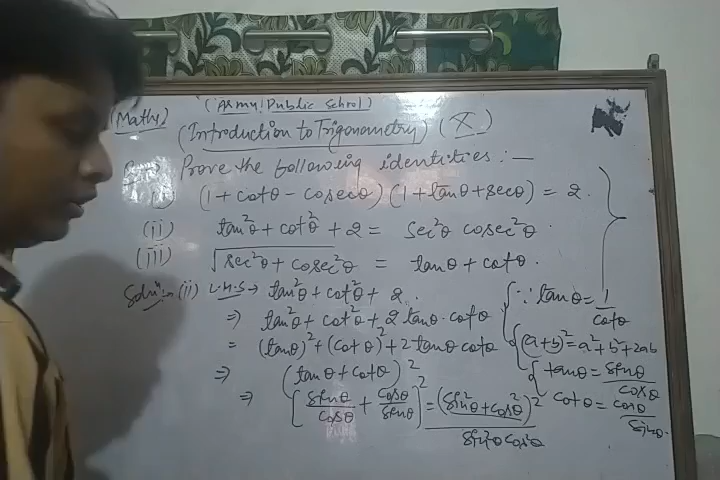 (Maths)
(Army Public School)
(Introduction to Trigonometry) (X)
Prove the following identities:—
(1 + cotθ - cosecθ) (1 + tanθ + secθ) = 2.
(ii) tan²θ + cot²θ + 2 = sec²θ cosec²θ.
(iii) √sec²θ + cosec²θ = tanθ + cotθ.
Soln:- (ii) L.H.S → tan²θ + cot²θ + 2.
∵ tanθ = 1/cotθ
⇒ tan²θ + cot²θ + 2 tanθ.cotθ
= (tanθ)² + (cotθ)² + 2 tanθ cotθ
(a+b)² = a² + b² + 2ab
⇒ (tanθ + cotθ)²
tanθ = sinθ/cosθ
⇒ [sinθ/cosθ + cosθ/sinθ]² = (sin²θ + cos²θ)²/sin²θ cos²θ
cotθ = cosθ/sinθ.